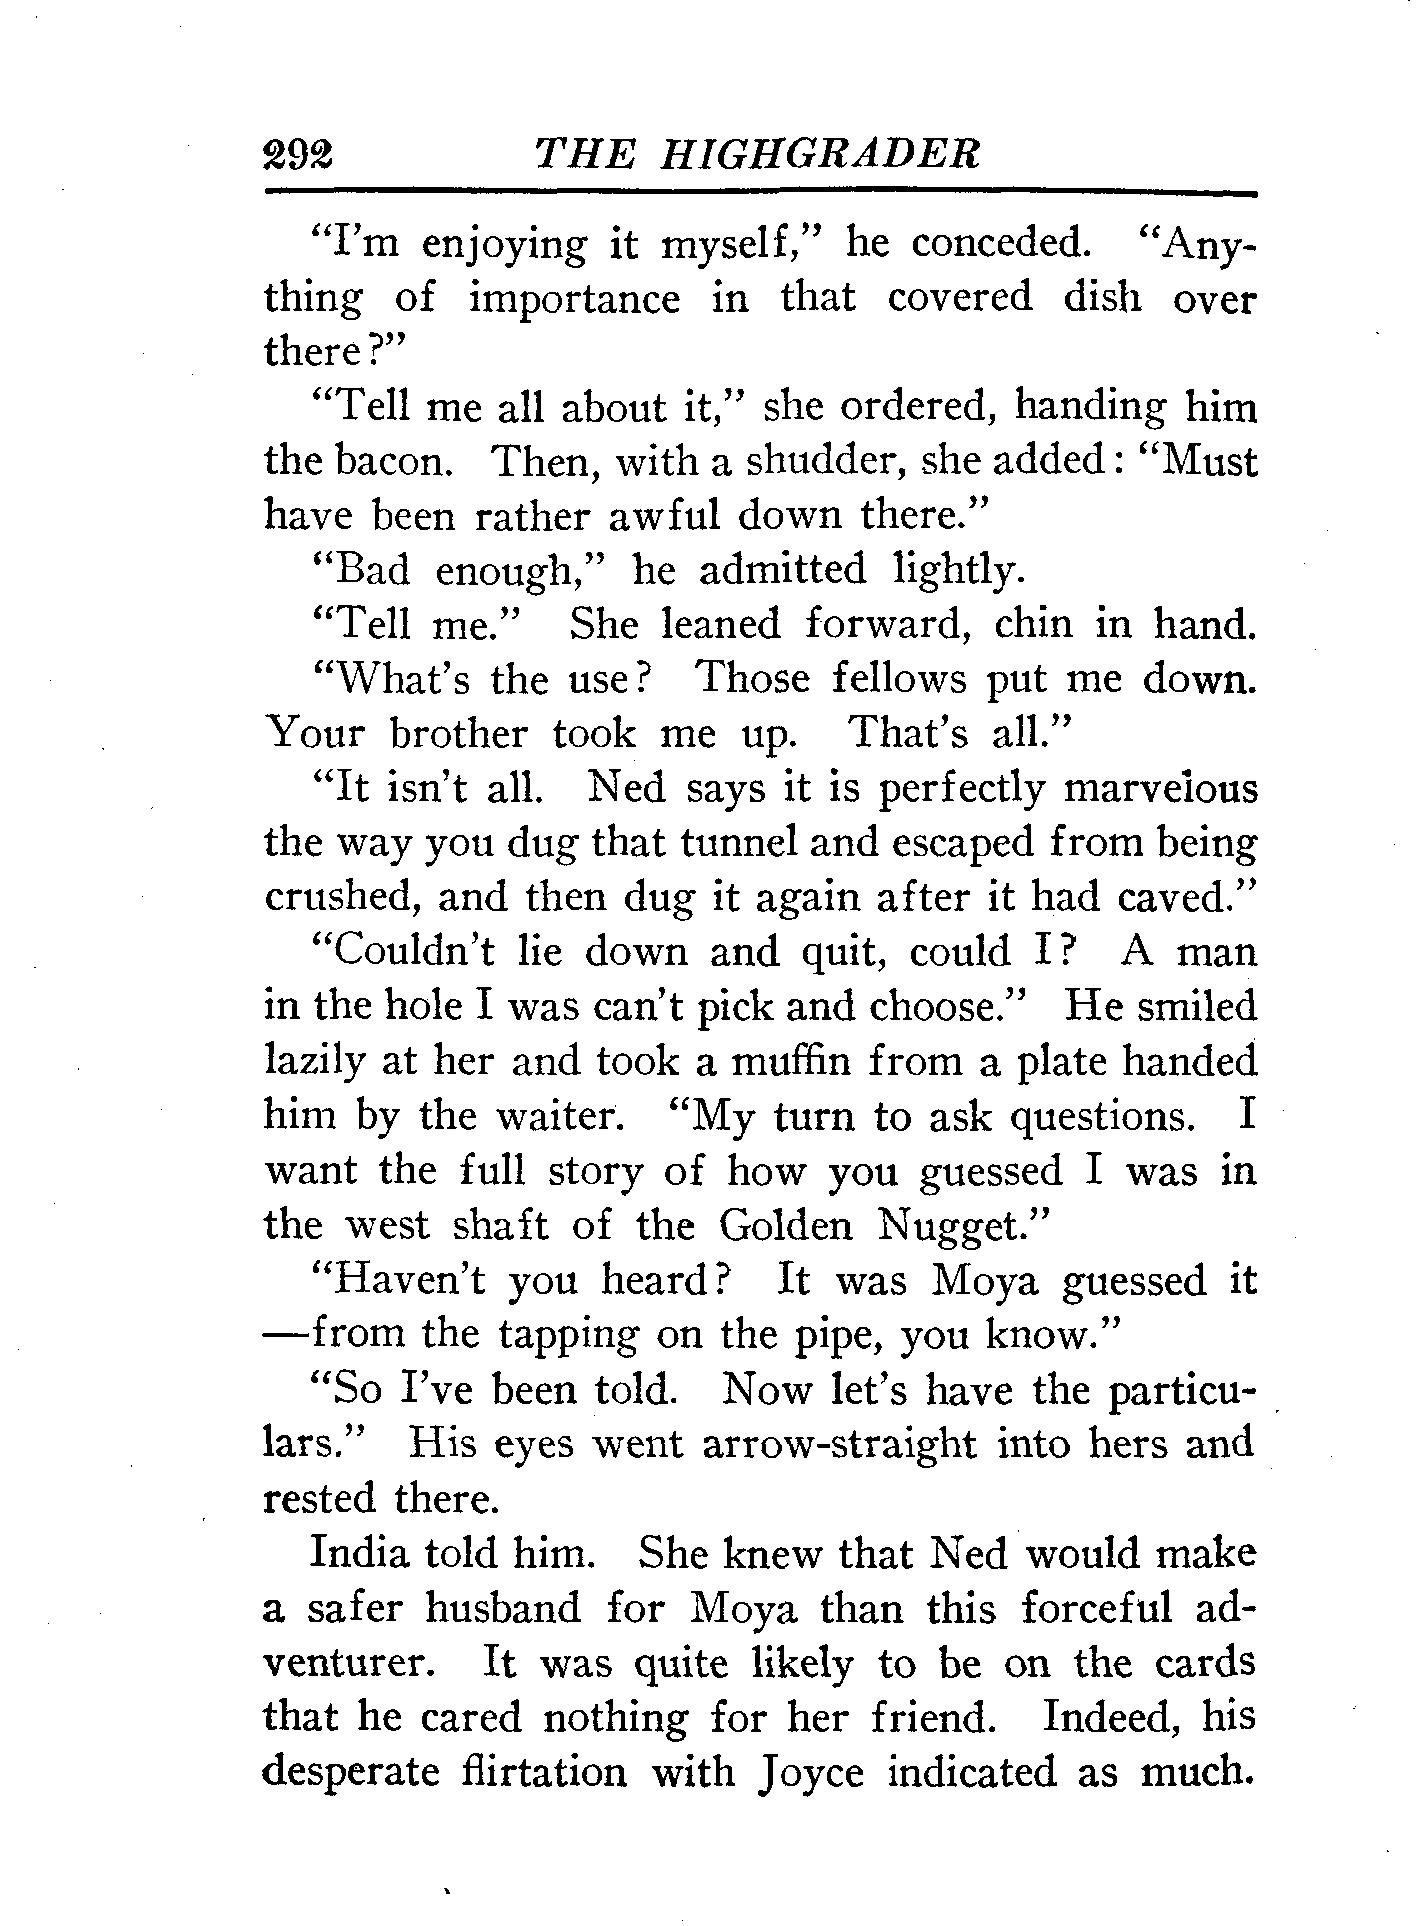 292 THE HIGHGRADER
“I’m enjoying it myself,” he conceded. “Any-
thing of importance in that covered dish over
there?”
“Tell me all about it,” she ordered, handing him
the bacon. Then, with a shudder, she added: “Must
have been rather awful down there.”
“Bad enough,” he admitted lightly.
“Tell me.” She leaned forward, chin in hand.
“What’s the use? Those fellows put me down.
Your brother took me up. That’s all.”
“It isn’t all. Ned says it is perfectly marvelous
the way you dug that tunnel and escaped from being
crushed, and then dug it again after it had caved.”
“Couldn’t lie down and quit, could I? A man
in the hole I was can’t pick and choose.” He smiled
lazily at her and took a muffin from a plate handed
him by the waiter. “My turn to ask questions. I
want the full story of how you guessed I was in
the west shaft of the Golden Nugget.”
“Haven’t you heard? It was Moya guessed it
—from the tapping on the pipe, you know.”
“So I’ve been told. Now let’s have the particu-
lars.” His eyes went arrow-straight into hers and
rested there.
India told him. She knew that Ned would make
a safer husband for Moya than this forceful ad-
venturer. It was quite likely to be on the cards
that he cared nothing for her friend. Indeed, his
desperate flirtation with Joyce indicated as much.